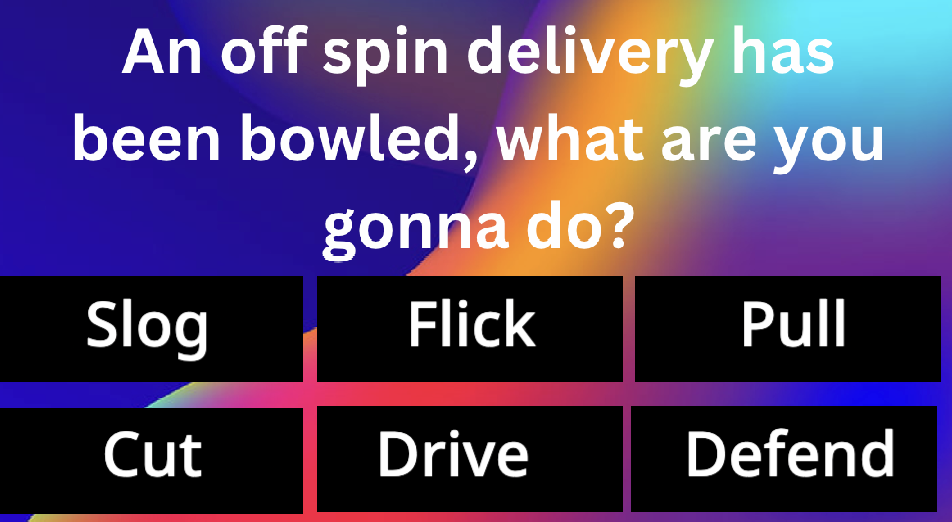 An off spin delivery has
been bowled, what are you
gonna do?
Slog
Flick
Pull
Cut
Drive
Defend